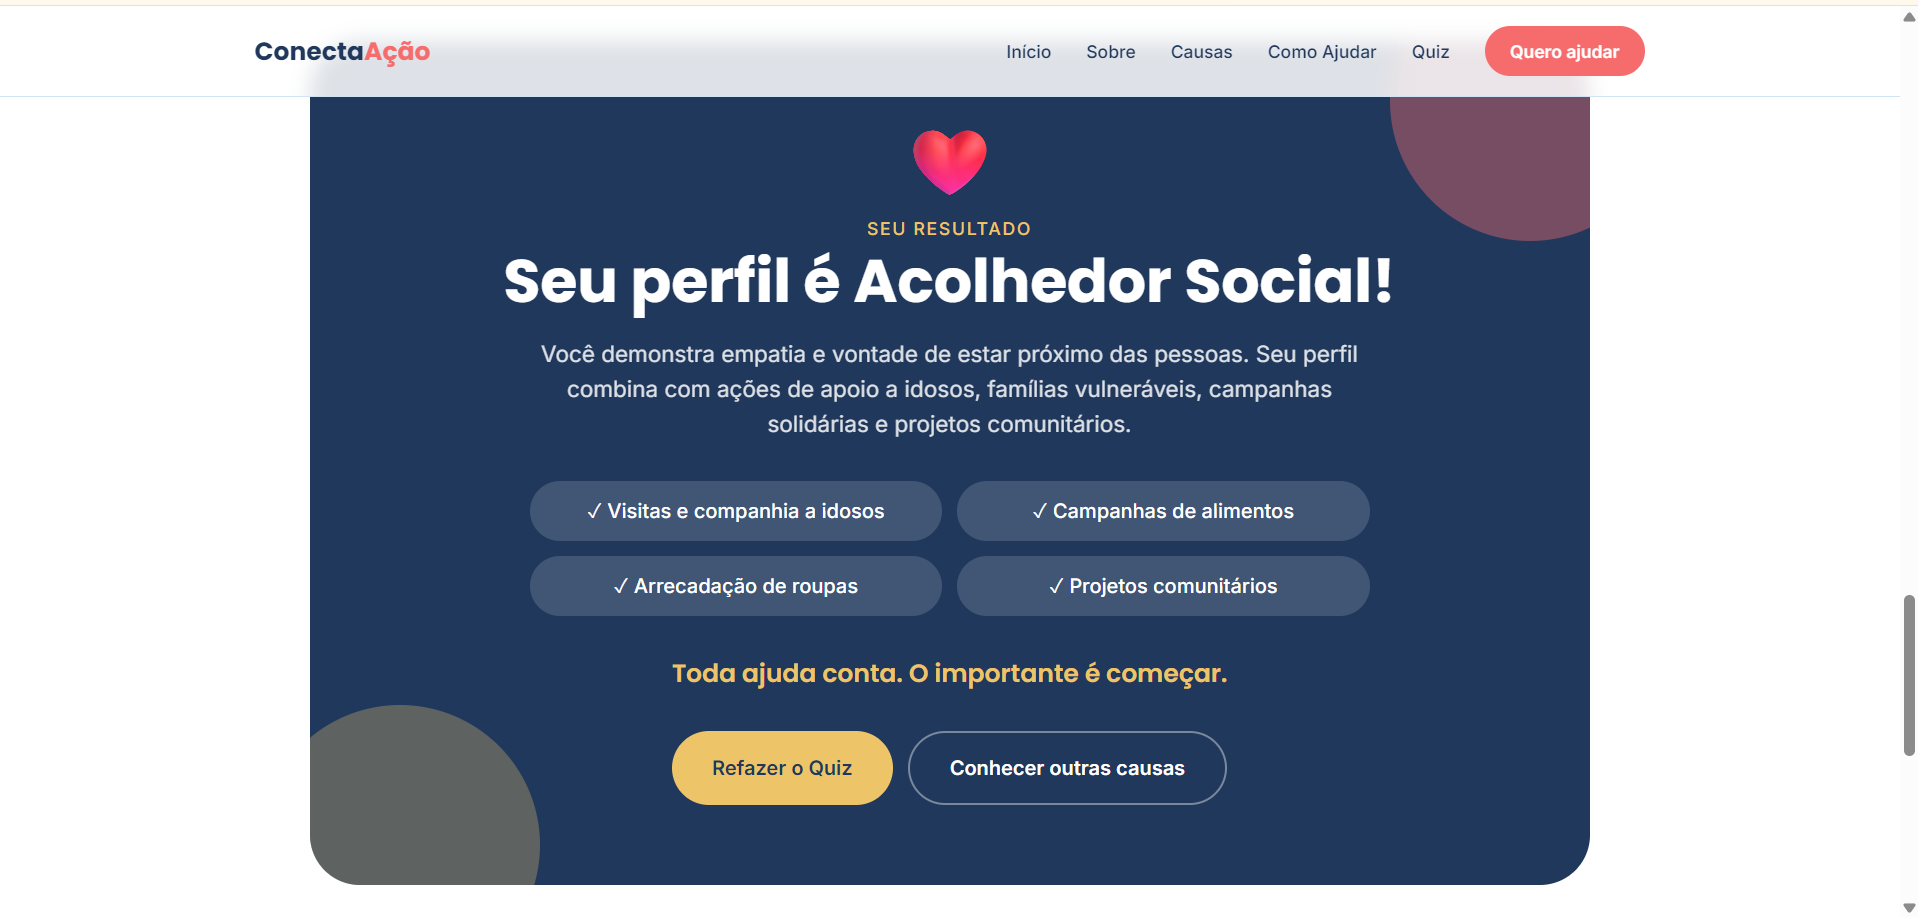 ConectaAção
Início
Sobre
Causas
Como Ajudar
Quiz
Quero ajudar
SEU RESULTADO
Seu perfil é Acolhedor Social!
Você demonstra empatia e vontade de estar próximo das pessoas. Seu perfil
combina com ações de apoio a idosos, famílias vulneráveis, campanhas
solidárias e projetos comunitários.
✓ Visitas e companhia a idosos
✓ Campanhas de alimentos
✓ Arrecadação de roupas
✓ Projetos comunitários
Toda ajuda conta. O importante é começar.
Refazer o Quiz
Conhecer outras causas